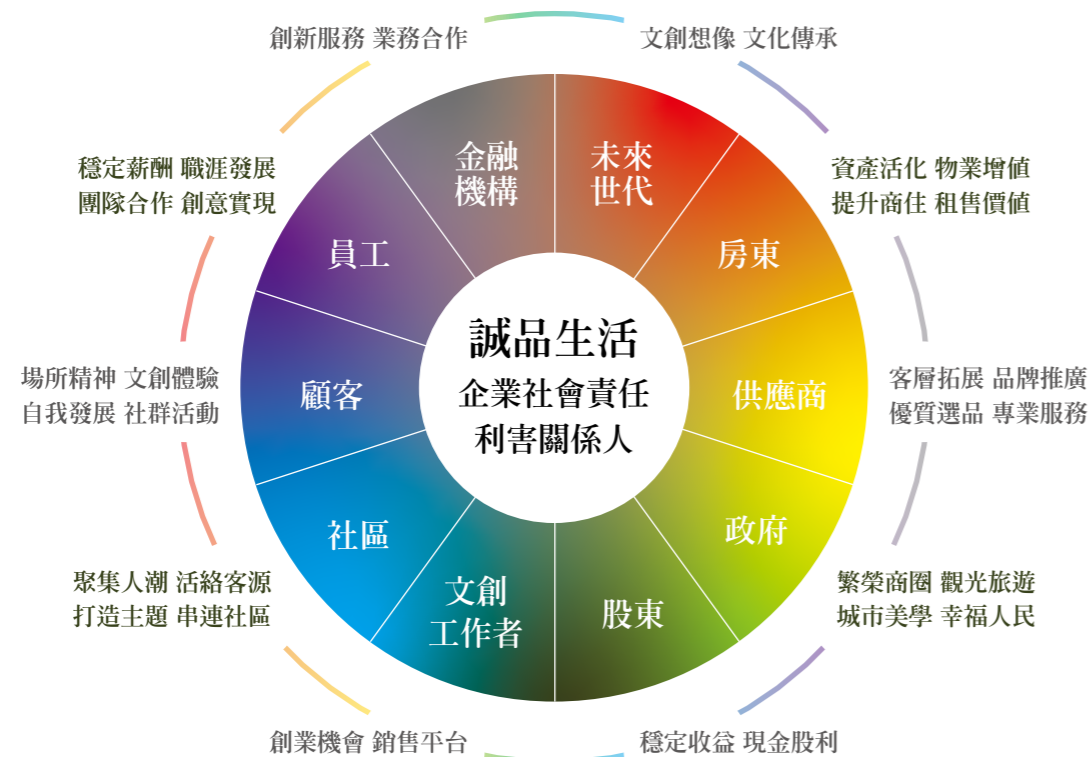 創新服務 業務合作
文創想像 文化傳承
穩定薪酬 職涯發展
團隊合作 創意實現
資產活化 物業增值
提升商住 租售價值
場所精神 文創體驗
自我發展 社群活動
客層拓展 品牌推廣
優質選品 專業服務
聚集人潮 活絡客源
打造主題 串連社區
繁榮商圈 觀光旅遊
城市美學 幸福人民
創業機會 銷售平台
穩定收益 現金股利
金融
機構
未來
世代
員工
房東
顧客
供應商
社區
政府
文創
工作者
股東
誠品生活
企業社會責任
利害關係人